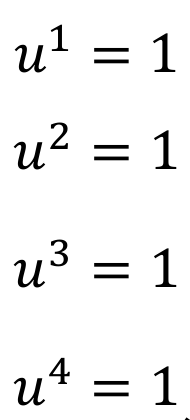 u¹ = 1
u² = 1
u³ = 1
u⁴ = 1